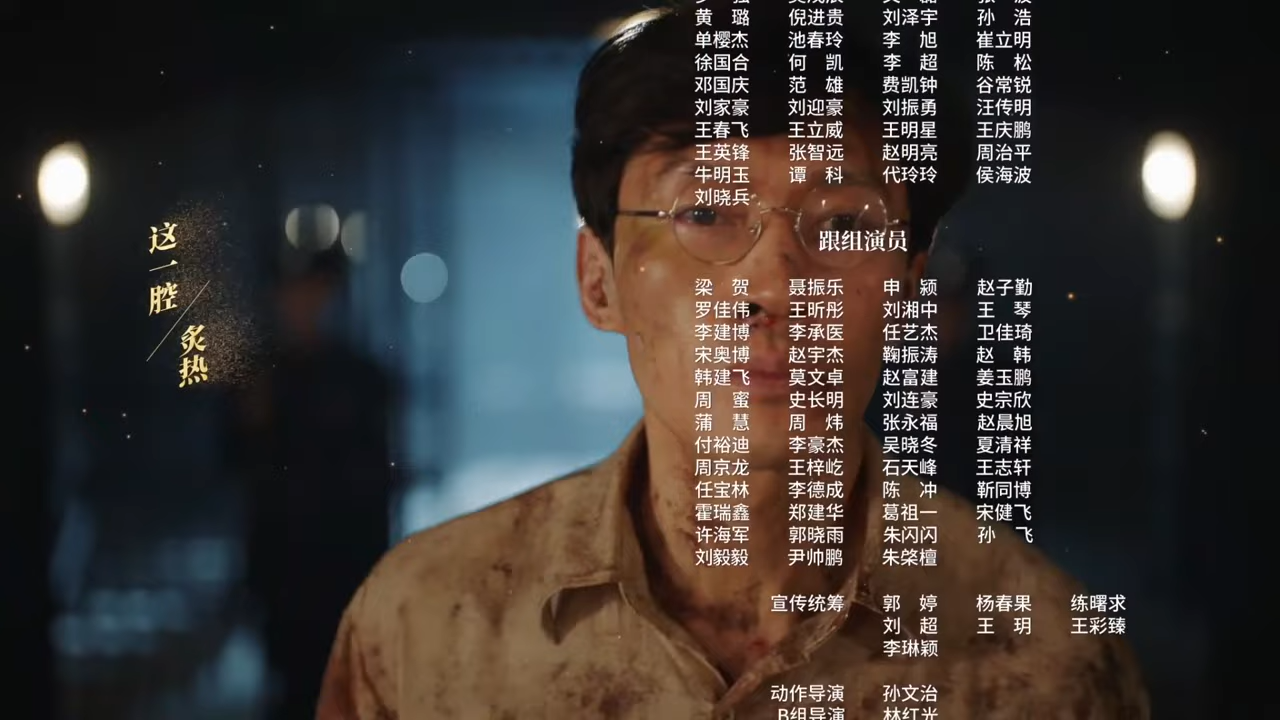 这一腔
炙热
黄 璐 倪进贵 刘泽宇 孙 浩
单樱杰 池春玲 李 旭 崔立明
徐国合 何 凯 李 超 陈 松
邓国庆 范 雄 费凯钟 谷常锐
刘家豪 刘迎豪 刘振勇 汪传明
王春飞 王立威 王明星 王庆鹏
王英锋 张智远 赵明亮 周治平
牛明玉 谭 科 代玲玲 侯海波
刘晓兵
跟组演员
梁 贺 聂振乐 申 颍 赵子勤
罗佳伟 王昕彤 刘湘中 王 琴
李建博 李承医 任艺杰 卫佳琦
宋奥博 赵宇杰 鞠振涛 赵 韩
韩建飞 莫文卓 赵富建 姜玉鹏
周 蜜 史长明 刘连豪 史宗欣
蒲 慧 周 炜 张永福 赵晨旭
付裕迪 李豪杰 吴晓冬 夏清祥
周京龙 王梓屹 石天峰 王志轩
任宝林 李德成 陈 冲 靳同博
霍瑞鑫 郑建华 葛祖一 宋健飞
许海军 郭晓雨 朱闪闪 孙 飞
刘毅毅 尹帅鹏 朱棨檀
宣传统筹 郭 婷 杨春果 练曙求
刘 超 王 玥 王彩臻
李琳颖
动作导演 孙文治
B组导演 林红光